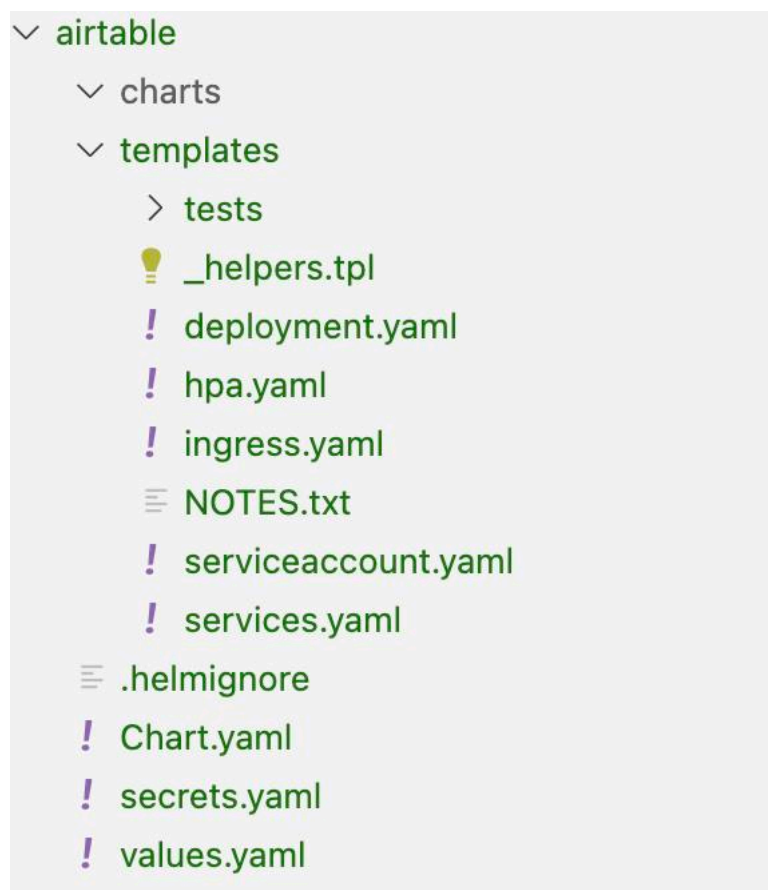 airtable
charts
templates
tests
_helpers.tpl
deployment.yaml
hpa.yaml
ingress.yaml
NOTES.txt
serviceaccount.yaml
services.yaml
.helmignore
Chart.yaml
secrets.yaml
values.yaml